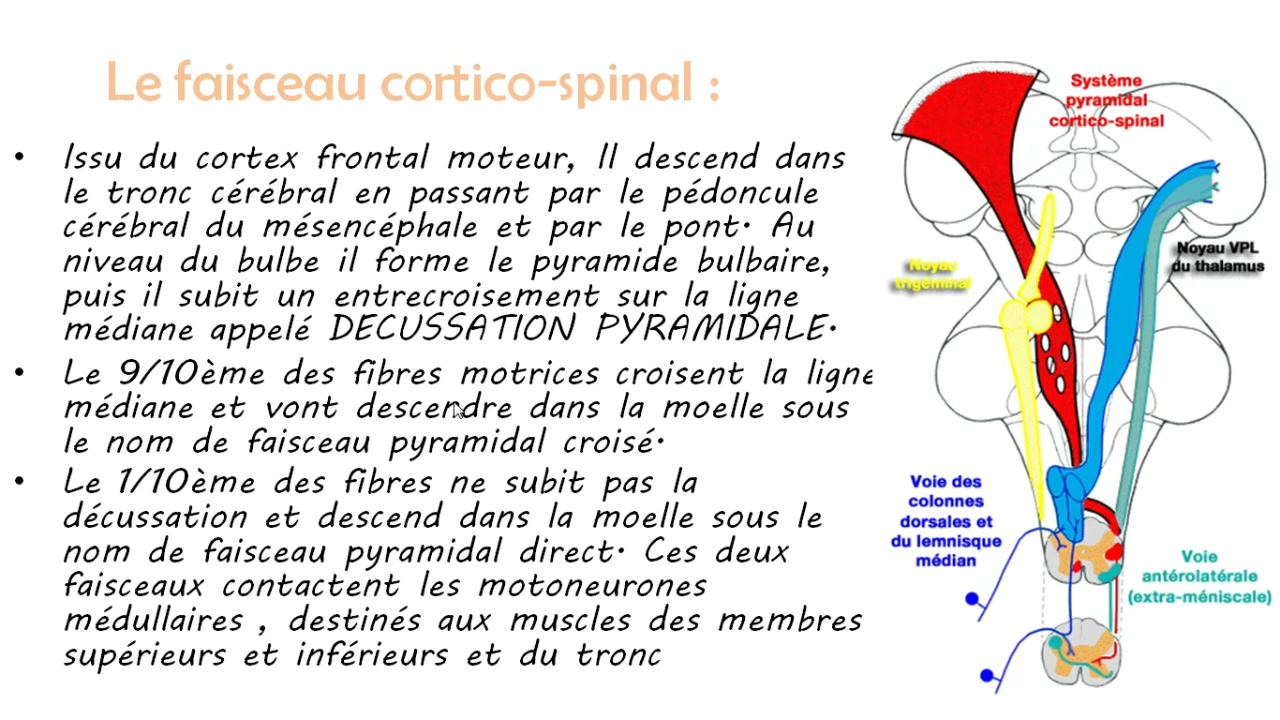 Le faisceau cortico-spinal :
• Issu du cortex frontal moteur, Il descend dans
le tronc cérébral en passant par le pédoncule
cérébral du mésencéphale et par le pont. Au
niveau du bulbe il forme le pyramide bulbaire,
puis il subit un entrecroisement sur la ligne
médiane appelé DECUSSATION PYRAMIDALE.
• Le 9/10ème des fibres motrices croisent la ligne
médiane et vont descendre dans la moelle sous
le nom de faisceau pyramidal croisé.
• Le 1/10ème des fibres ne subit pas la
décussation et descend dans la moelle sous le
nom de faisceau pyramidal direct. Ces deux
faisceaux contactent les motoneurones
médullaires , destinés aux muscles des membres
supérieurs et inférieurs et du tronc
Système
pyramidal
cortico-spinal
Noyau VPL
du thalamus
Noyau
trigéminal
Voie des
colonnes
dorsales et
du lemnisque
médian
Voie
antérolatérale
(extra-méniscale)